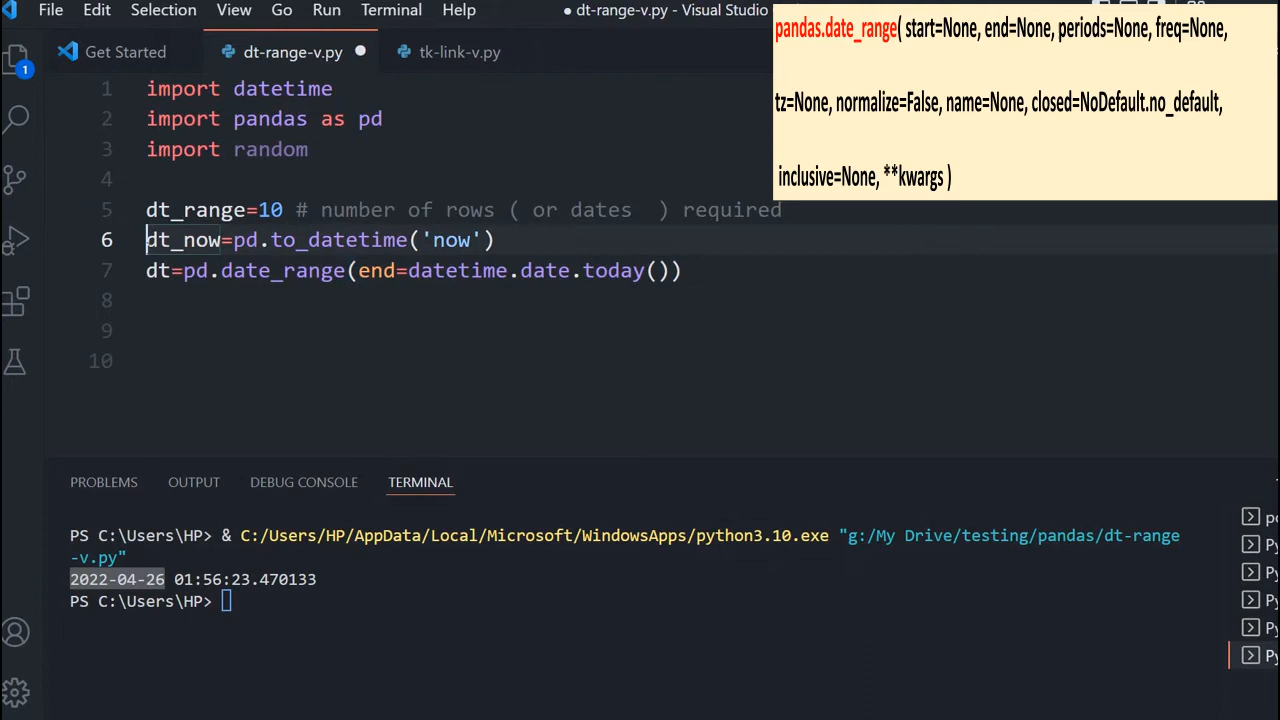 File Edit Selection View Go Run Terminal Help ● dt-range-v.py - Visual Studio
pandas.date_range( start=None, end=None, periods=None, freq=None,
tz=None, normalize=False, name=None, closed=NoDefault.no_default,
inclusive=None, **kwargs )
Get Started dt-range-v.py tk-link-v.py
1 import datetime
2 import pandas as pd
3 import random
4
5 dt_range=10 # number of rows ( or dates  ) required
6 dt_now=pd.to_datetime('now')
7 dt=pd.date_range(end=datetime.date.today())
8
9
10
1
PROBLEMS OUTPUT DEBUG CONSOLE TERMINAL
PS C:\Users\HP> & C:/Users/HP/AppData/Local/Microsoft/WindowsApps/python3.10.exe "g:/My Drive/testing/pandas/dt-range
-v.py"
2022-04-26 01:56:23.470133
PS C:\Users\HP>